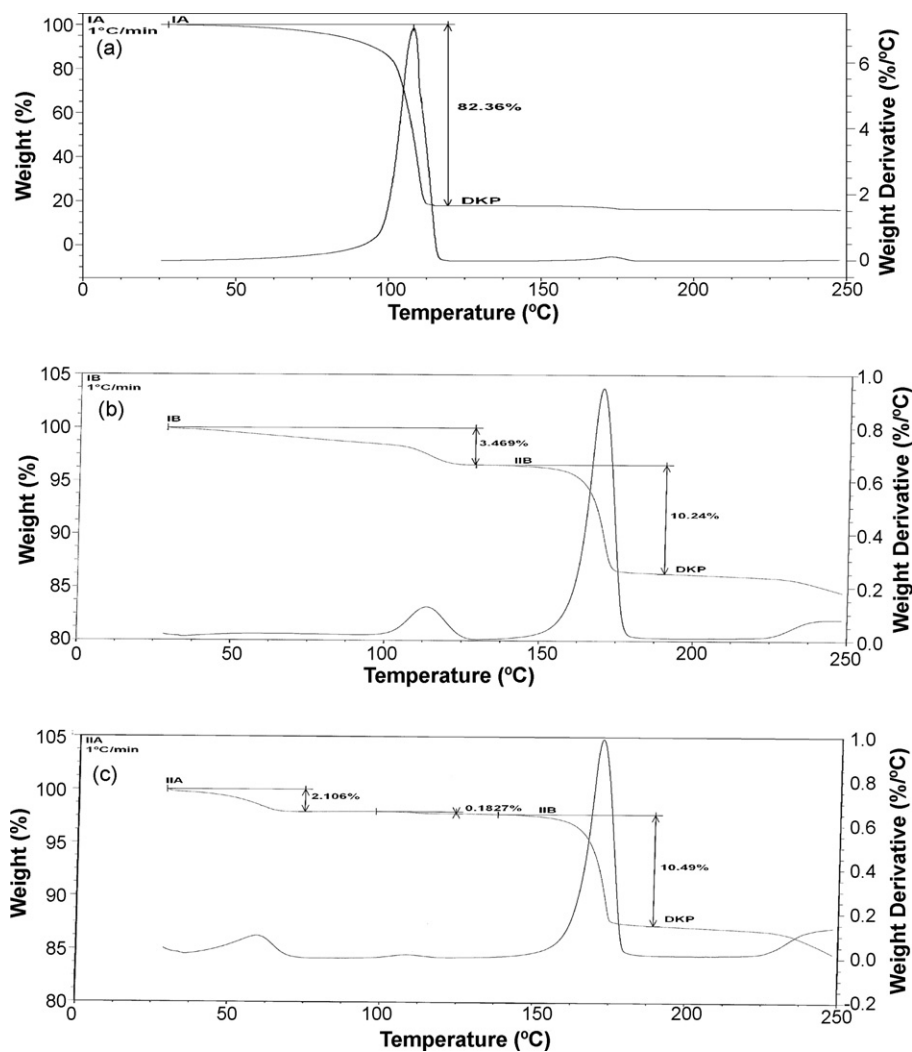 IA
1°C/min
(a)
IA
82.36%
DKP
100
80
60
40
20
0
Weight (%)
6
4
2
0
Weight Derivative (%/°C)
0 50 100 150 200 250
Temperature (ºC)
IB
1°C/min
(b)
IB
3.469%
IIB
10.24%
DKP
105
100
95
90
85
80
Weight (%)
1.0
0.8
0.6
0.4
0.2
0.0
Weight Derivative (%/°C)
0 50 100 150 200 250
Temperature (ºC)
IIA
1°C/min
(c)
IIA
2.106%
0.1827%
IIB
10.49%
DKP
105
100
95
90
85
80
Weight (%)
1.0
0.8
0.6
0.4
0.2
0.0
-0.2
Weight Derivative (%/°C)
0 50 100 150 200 250
Temperature (ºC)